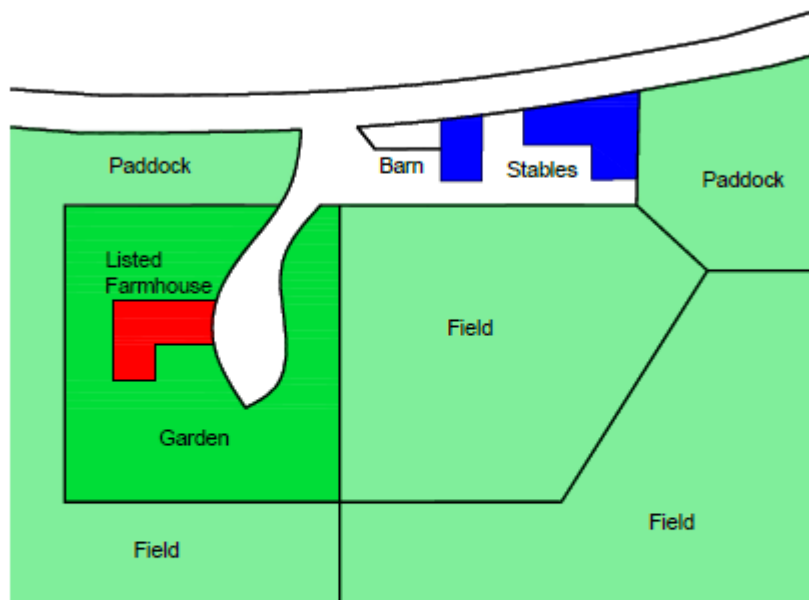 Paddock
Barn
Stables
Paddock
Listed
Farmhouse
Field
Garden
Field
Field